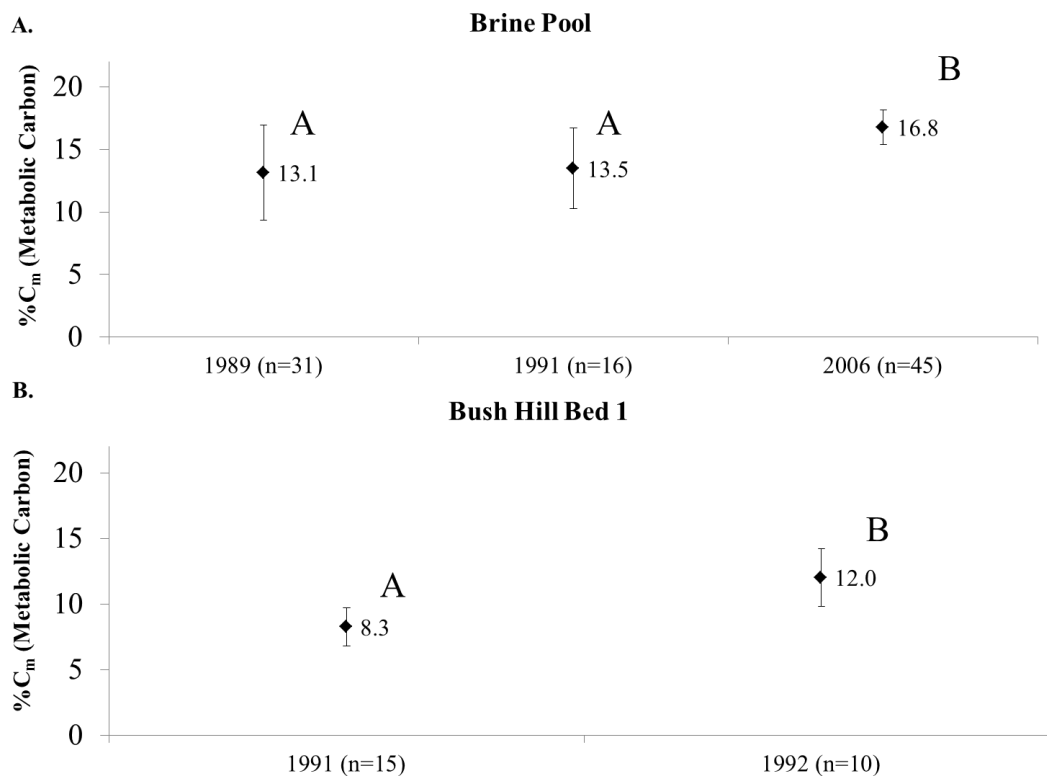 A.
Brine Pool
%Cm (Metabolic Carbon)
20
15
10
5
0
A
13.1
A
13.5
B
16.8
1989 (n=31) 1991 (n=16) 2006 (n=45)
B.
Bush Hill Bed 1
%Cm (Metabolic Carbon)
20
15
10
5
0
A
8.3
B
12.0
1991 (n=15) 1992 (n=10)